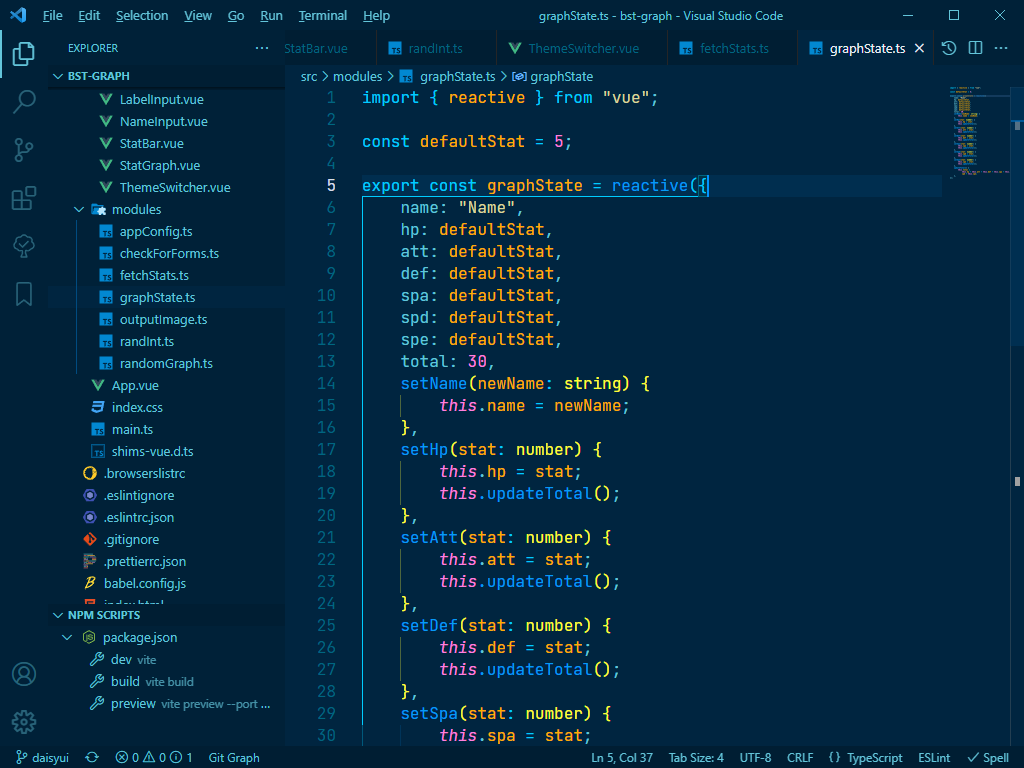 File Edit Selection View Go Run Terminal Help graphState.ts - bst-graph - Visual Studio Code
EXPLORER
StatBar.vue randInt.ts ThemeSwitcher.vue fetchStats.ts graphState.ts
BST-GRAPH
LabelInput.vue
NameInput.vue
StatBar.vue
StatGraph.vue
ThemeSwitcher.vue
modules
appConfig.ts
checkForForms.ts
fetchStats.ts
graphState.ts
outputImage.ts
randInt.ts
randomGraph.ts
App.vue
index.css
main.ts
shims-vue.d.ts
.browserslistrc
.eslintignore
.eslintrc.json
.gitignore
.prettierrc.json
babel.config.js
index.html
NPM SCRIPTS
package.json
dev vite
build vite build
preview vite preview --port ...
src > modules > graphState.ts > graphState
1 import { reactive } from "vue";
2
3 const defaultStat = 5;
4
5 export const graphState = reactive({
6 name: "Name",
7 hp: defaultStat,
8 att: defaultStat,
9 def: defaultStat,
10 spa: defaultStat,
11 spd: defaultStat,
12 spe: defaultStat,
13 total: 30,
14 setName(newName: string) {
15 this.name = newName;
16 },
17 setHp(stat: number) {
18 this.hp = stat;
19 this.updateTotal();
20 },
21 setAtt(stat: number) {
22 this.att = stat;
23 this.updateTotal();
24 },
25 setDef(stat: number) {
26 this.def = stat;
27 this.updateTotal();
28 },
29 setSpa(stat: number) {
30 this.spa = stat;
daisyui 0 0 1 Git Graph Ln 5, Col 37 Tab Size: 4 UTF-8 CRLF {} TypeScript ESLint Spell